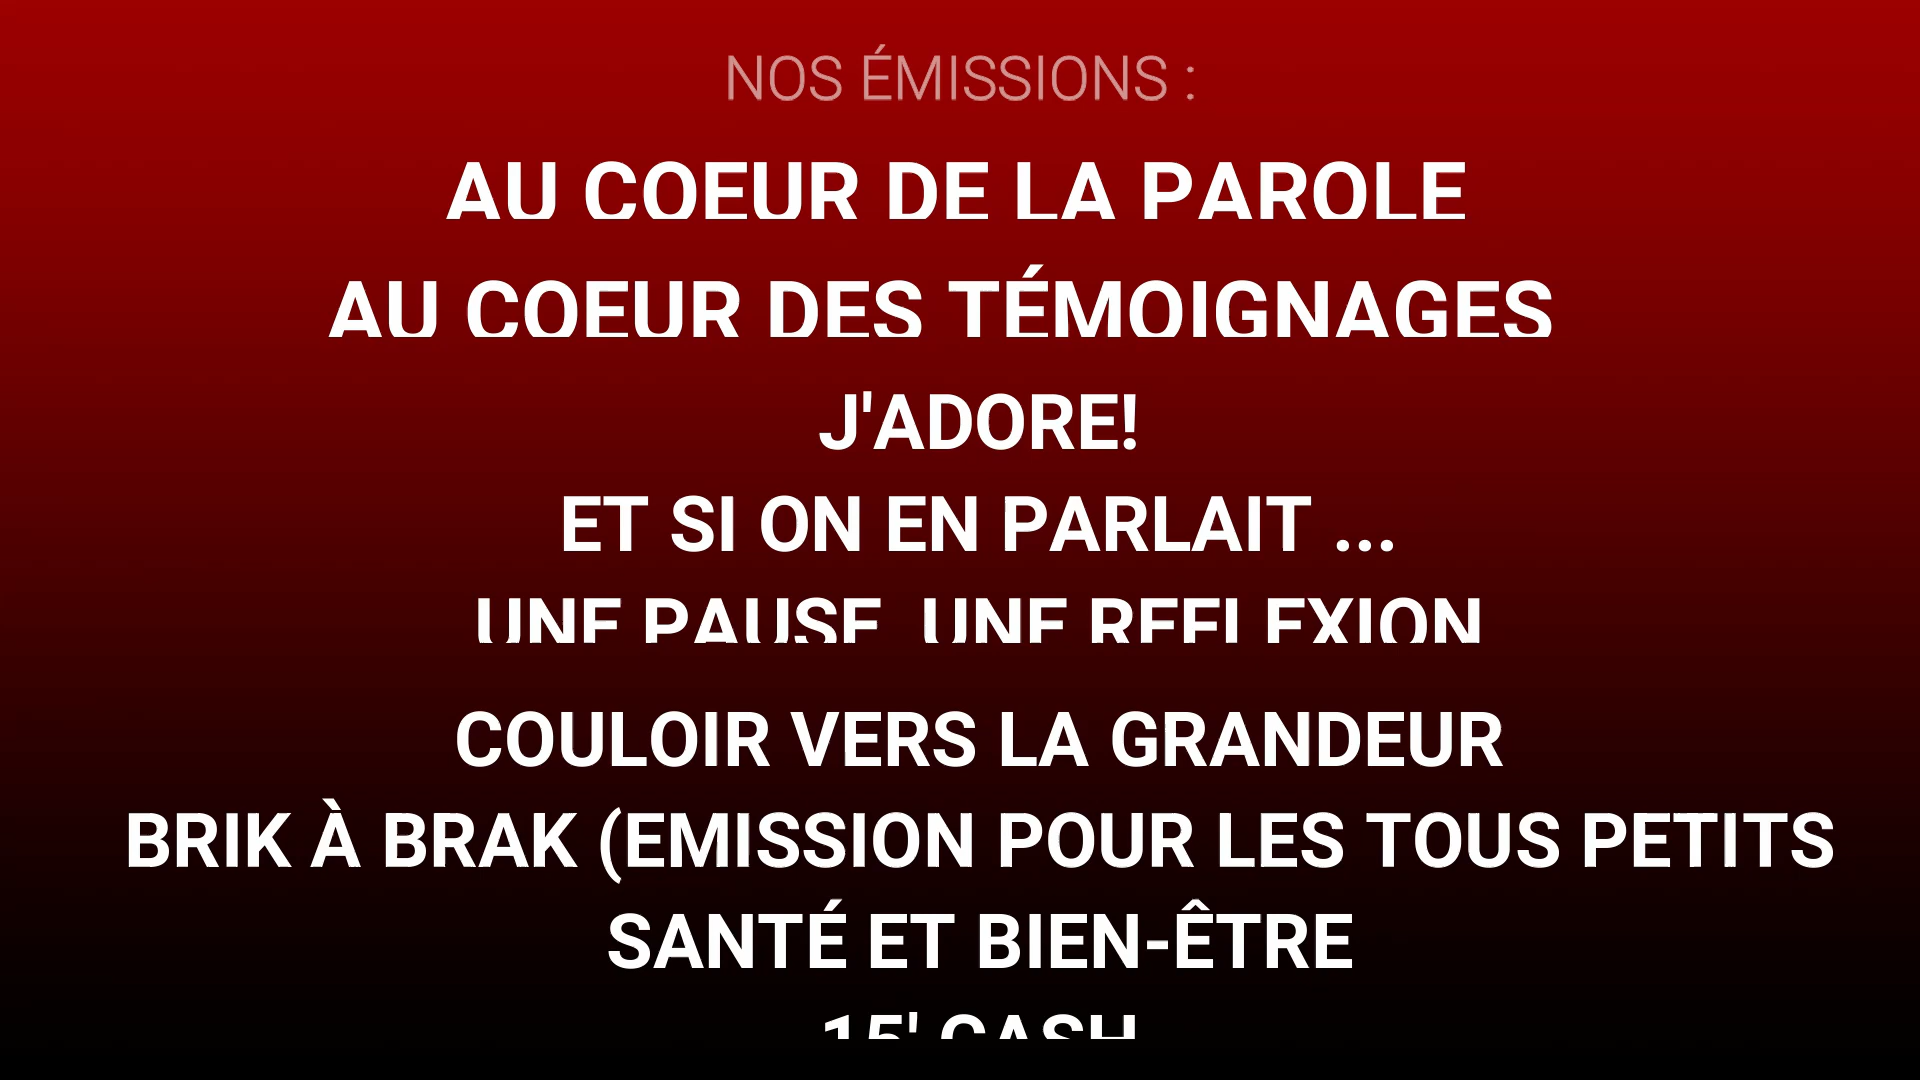 NOS ÉMISSIONS :
AU COEUR DE LA PAROLE
AU COEUR DES TÉMOIGNAGES
J'ADORE!
ET SI ON EN PARLAIT ...
UNE PAUSE, UNE REFLEXION
COULOIR VERS LA GRANDEUR
BRIK À BRAK (EMISSION POUR LES TOUS PETITS
SANTÉ ET BIEN-ÊTRE
15' CASH